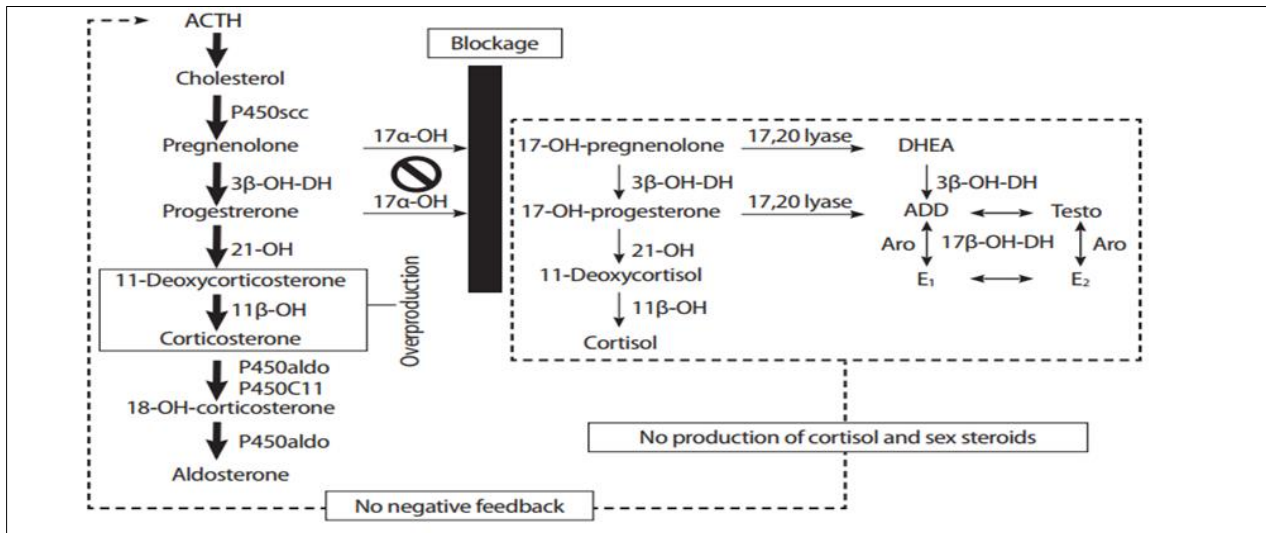 ACTH
Blockage
Cholesterol
P450scc
Pregnenolone
17α-OH
17-OH-pregnenolone
17,20 lyase
DHEA
3β-OH-DH
3β-OH-DH
3β-OH-DH
Progestrerone
17α-OH
17-OH-progesterone
17,20 lyase
ADD
Testo
21-OH
21-OH
Aro
17β-OH-DH
Aro
11-Deoxycorticosterone
11-Deoxycortisol
E₁
E₂
11β-OH
Overproduction
11β-OH
Corticosterone
Cortisol
P450aldo
P450C11
18-OH-corticosterone
No production of cortisol and sex steroids
P450aldo
Aldosterone
No negative feedback